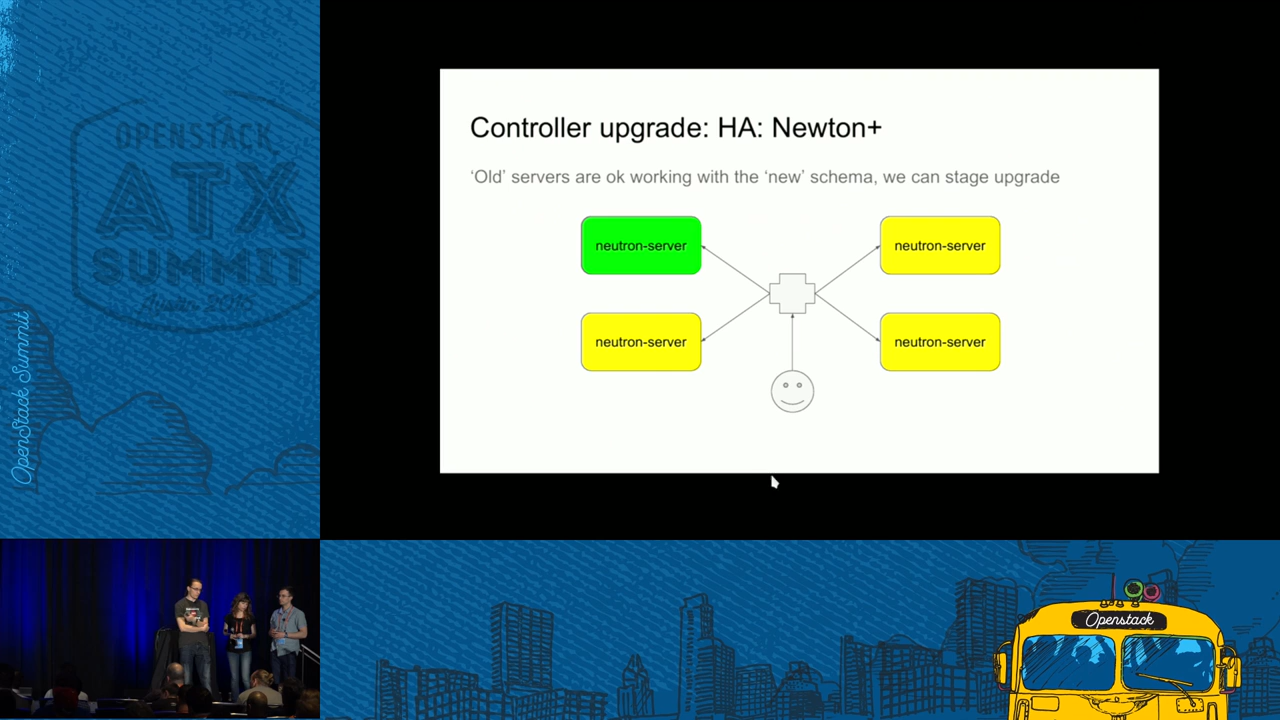 OPENSTACK
ATX
SUMMIT
Austin 2016
OpenStack Summit
Controller upgrade: HA: Newton+
‘Old’ servers are ok working with the ‘new’ schema, we can stage upgrade
neutron-server
neutron-server
neutron-server
neutron-server
Openstack